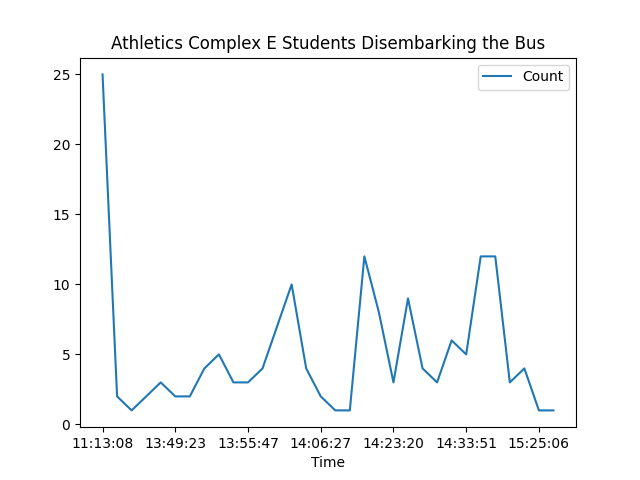 Athletics Complex E Students Disembarking the Bus
Count
25
20
15
10
5
0
11:13:08 13:49:23 13:55:47 14:06:27 14:23:20 14:33:51 15:25:06
Time